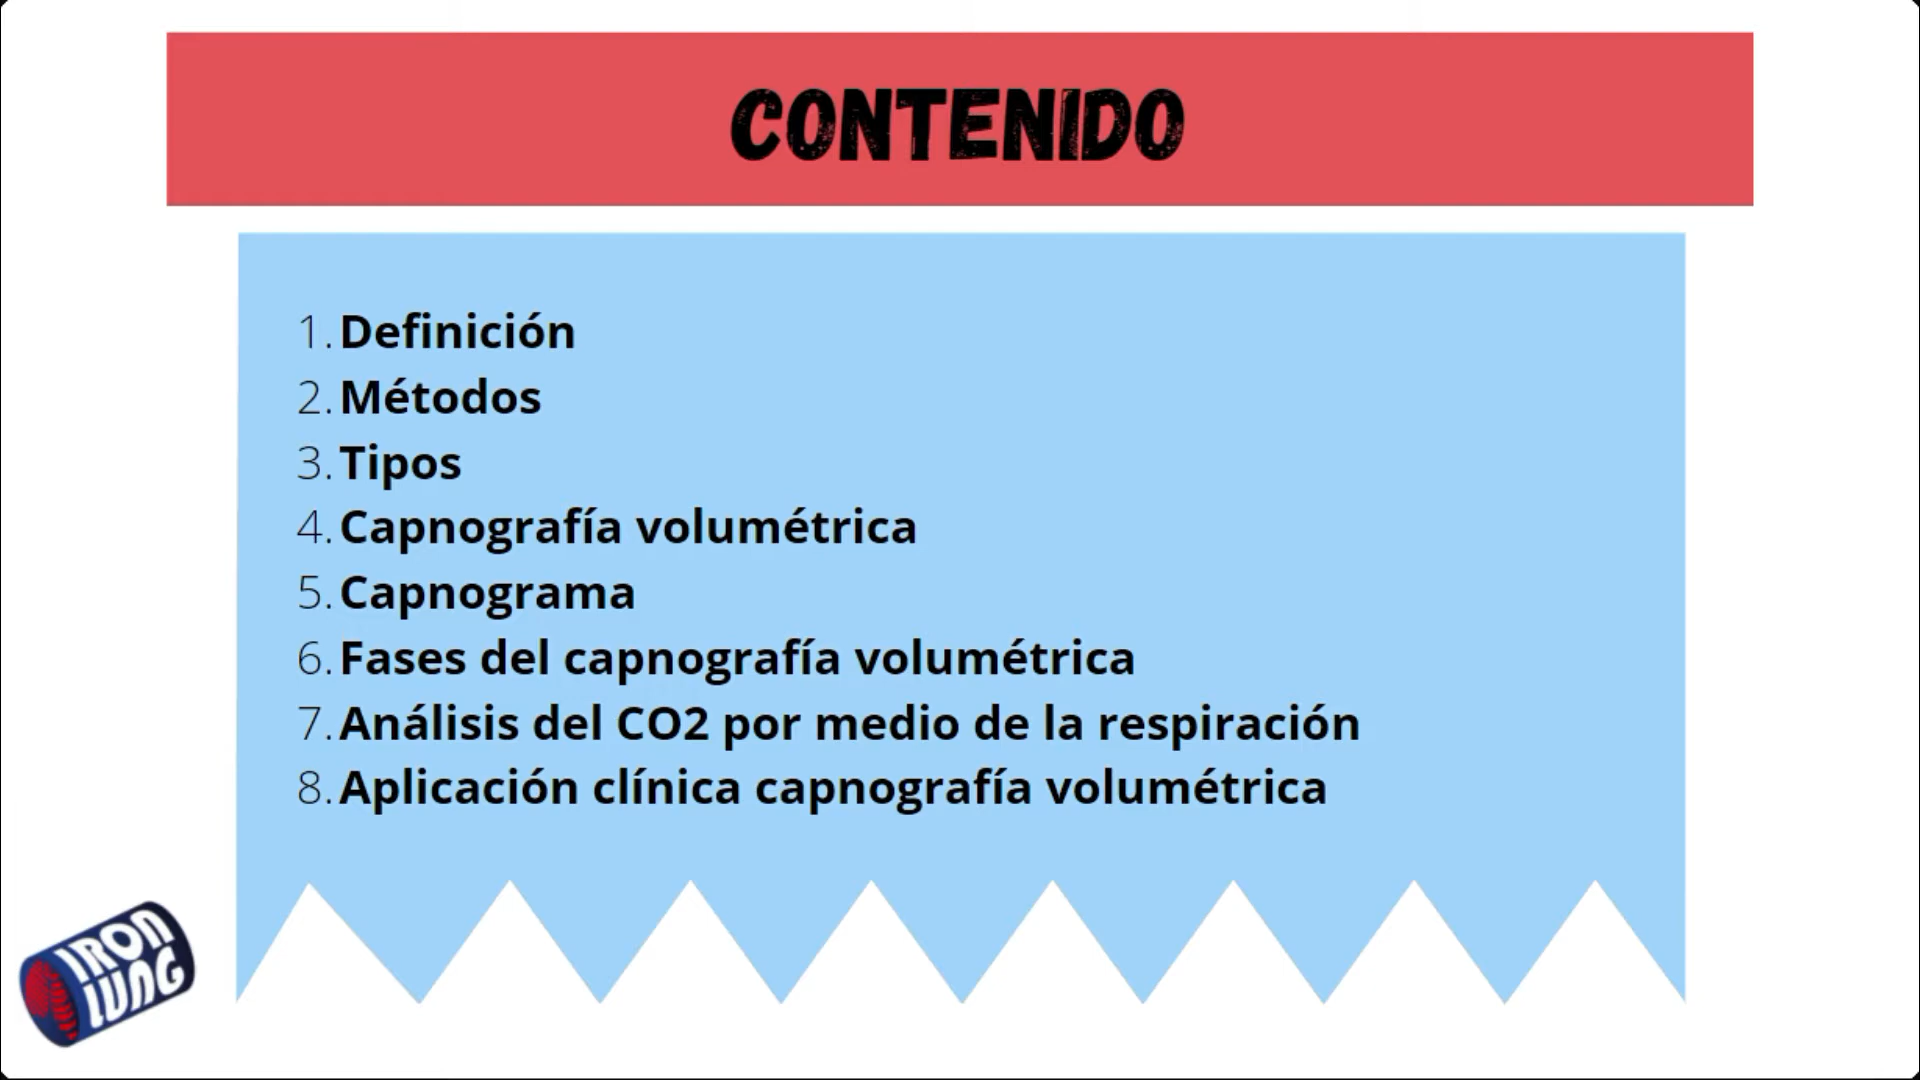 CONTENIDO
1. Definición
2. Métodos
3. Tipos
4. Capnografía volumétrica
5. Capnograma
6. Fases del capnografía volumétrica
7. Análisis del CO2 por medio de la respiración
8. Aplicación clínica capnografía volumétrica
IRON
LUNG